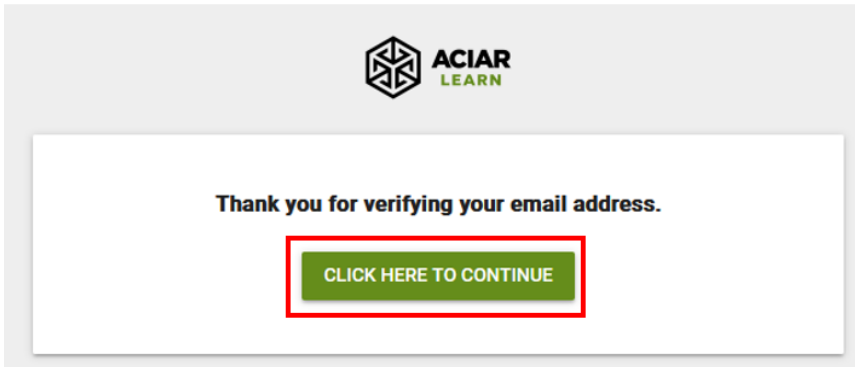 ACIAR
LEARN
Thank you for verifying your email address.
CLICK HERE TO CONTINUE